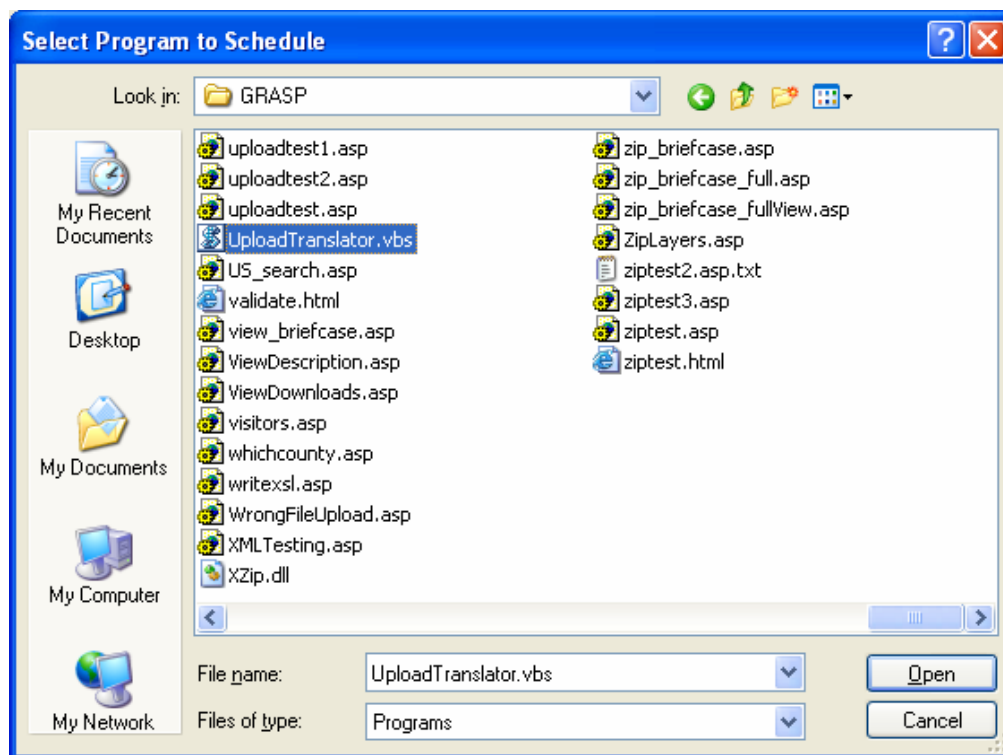 Select Program to Schedule
Look in: GRASP
My Recent Documents
Desktop
My Documents
My Computer
My Network
uploadtest1.asp
uploadtest2.asp
uploadtest.asp
UploadTranslator.vbs
US_search.asp
validate.html
view_briefcase.asp
ViewDescription.asp
ViewDownloads.asp
visitors.asp
whichcounty.asp
writexsl.asp
WrongFileUpload.asp
XMLTesting.asp
XZip.dll
zip_briefcase.asp
zip_briefcase_full.asp
zip_briefcase_fullView.asp
ZipLayers.asp
ziptest2.asp.txt
ziptest3.asp
ziptest.asp
ziptest.html
File name: UploadTranslator.vbs Open
Files of type: Programs Cancel